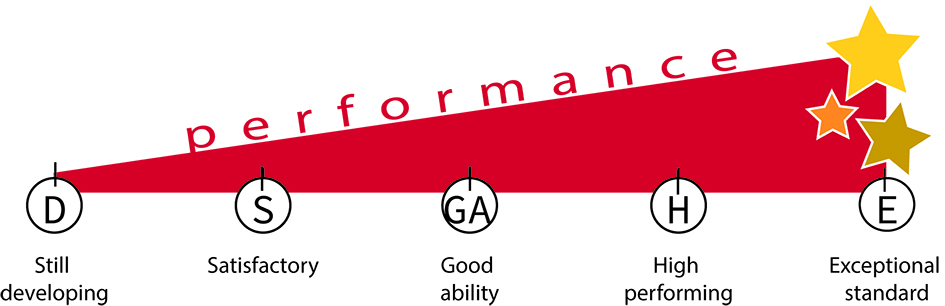 performance
D
S
GA
H
E
Still
developing
Satisfactory
Good
ability
High
performing
Exceptional
standard